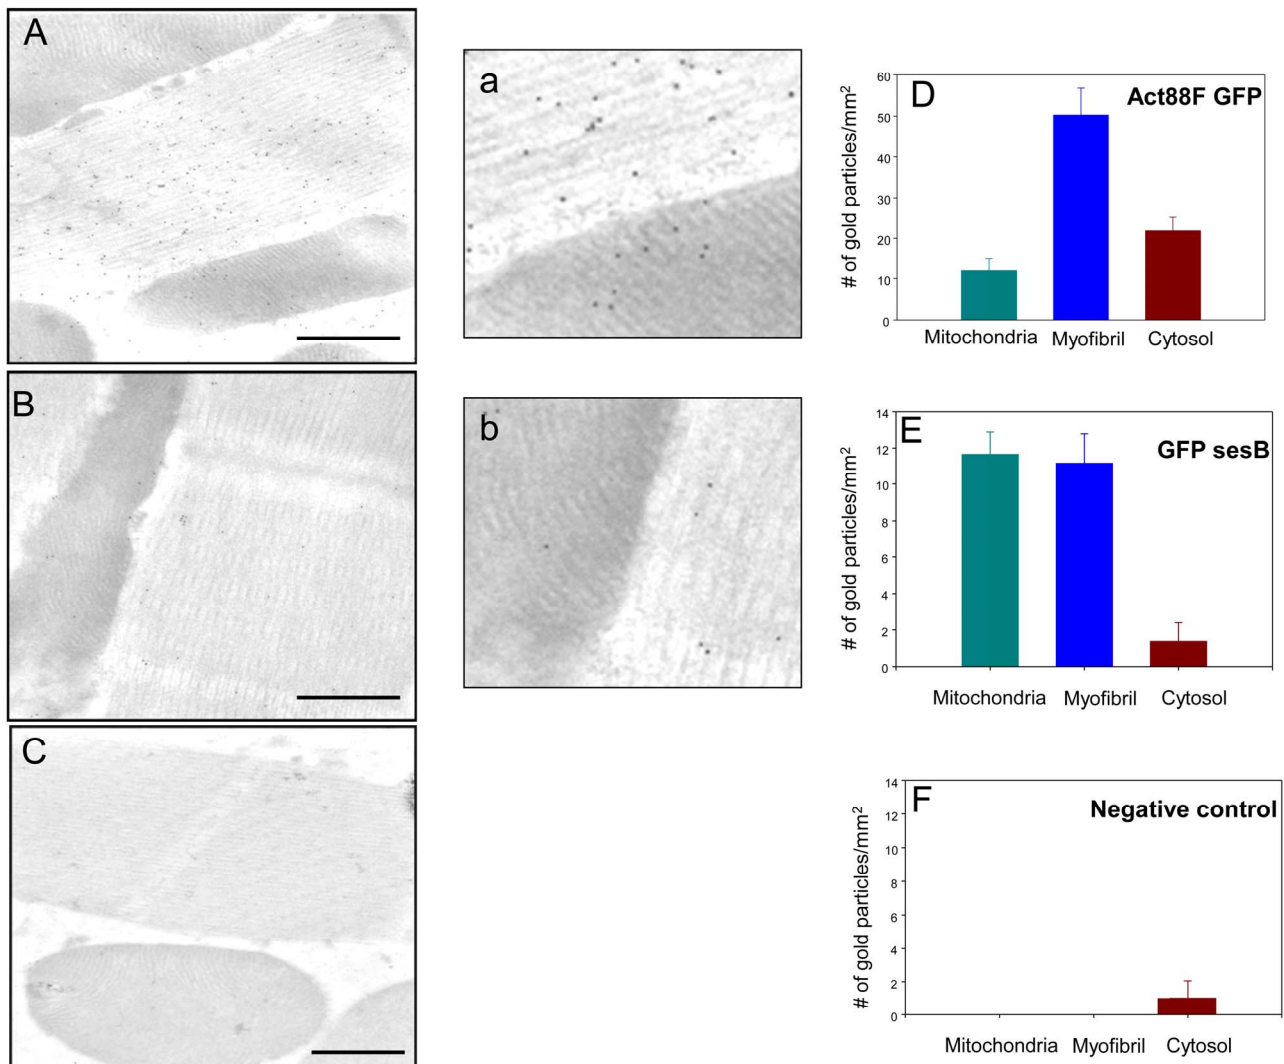 A
a
D
Act88F GFP
# of gold particles/mm²
60
50
40
30
20
10
0
Mitochondria
Myofibril
Cytosol
B
b
E
GFP sesB
# of gold particles/mm²
14
12
10
8
6
4
2
0
Mitochondria
Myofibril
Cytosol
C
F
Negative control
# of gold particles/mm²
14
12
10
8
6
4
2
0
Mitochondria
Myofibril
Cytosol